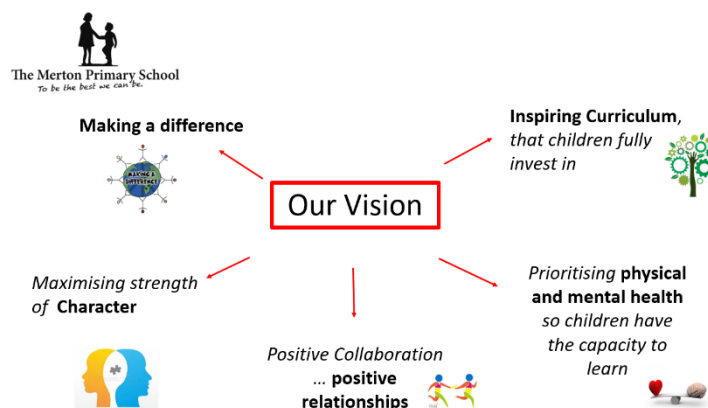 The Merton Primary School
To be the best we can be.
Making a difference
MAKING A
DIFFERENCE
Inspiring Curriculum,
that children fully
invest in
Our Vision
Maximising strength
of Character
Positive Collaboration
... positive
relationships
Prioritising physical
and mental health
so children have
the capacity to
learn